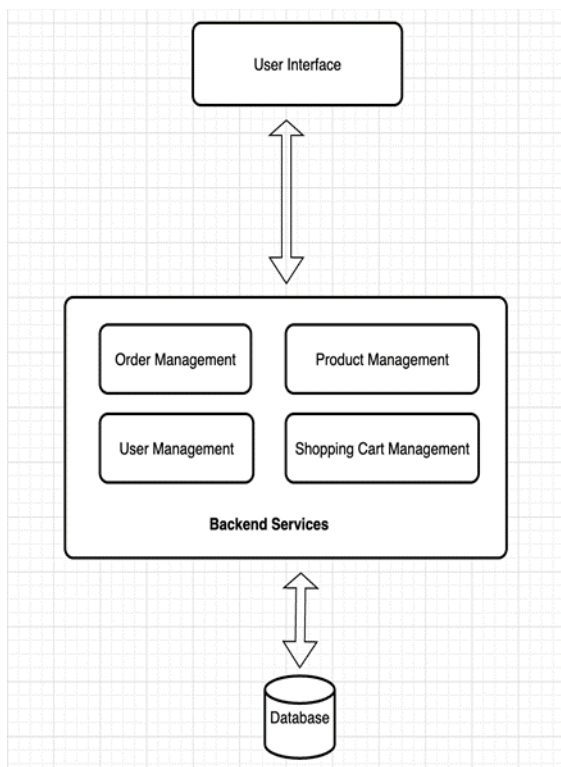 User Interface
Order Management
Product Management
User Management
Shopping Cart Management
Backend Services
Database